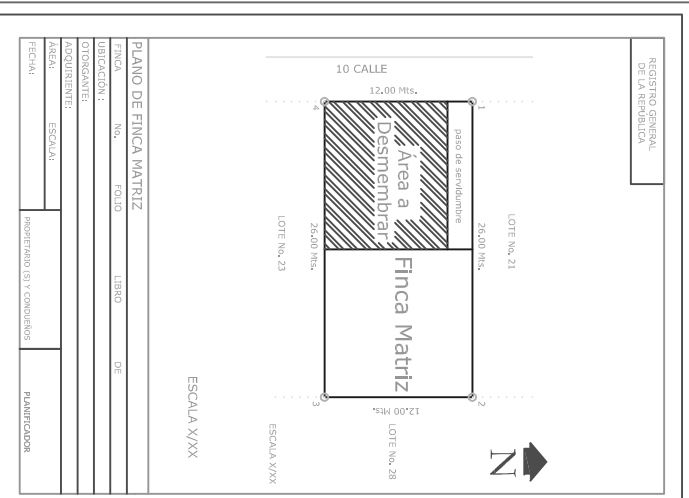 REGISTRO GENERAL
DE LA REPÚBLICA
10 CALLE
12.00 Mts.
1
4
paso de servidumbre
Área a
Desmembrar
26.00 Mts.
LOTE No. 21
26.00 Mts.
LOTE No. 23
Finca Matriz
2
3
12.00 Mts.
LOTE No. 28
ESCALA X/XX
ESCALA X/XX
N
PLANO DE FINCA MATRIZ
FINCA No. FOLIO LIBRO DE
UBICACIÓN :
OTORGANTE:
ADQUIRIENTE:
ÁREA: ESCALA:
FECHA:
PROPIETARIO (S) Y CONDUEÑOS
PLANIFICADOR